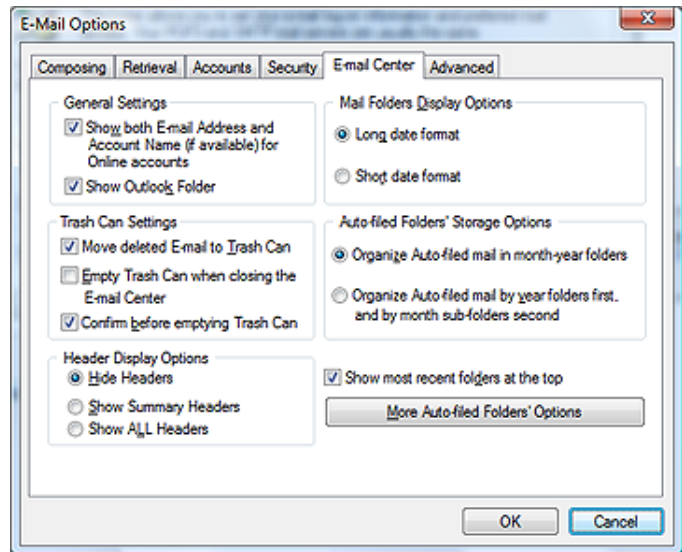 E-Mail Options
Composing Retrieval Accounts Security E-mail Center Advanced
General Settings
Show both E-mail Address and
Account Name (if available) for
Online accounts
Show Outlook Folder
Trash Can Settings
Move deleted E-mail to Trash Can
Empty Trash Can when closing the
E-mail Center
Confirm before emptying Trash Can
Header Display Options
Hide Headers
Show Summary Headers
Show ALL Headers
Mail Folders Display Options
Long date format
Short date format
Auto-filed Folders' Storage Options
Organize Auto-filed mail in month-year folders
Organize Auto-filed mail by year folders first,
and by month sub-folders second
Show most recent folders at the top
More Auto-filed Folders' Options
OK Cancel